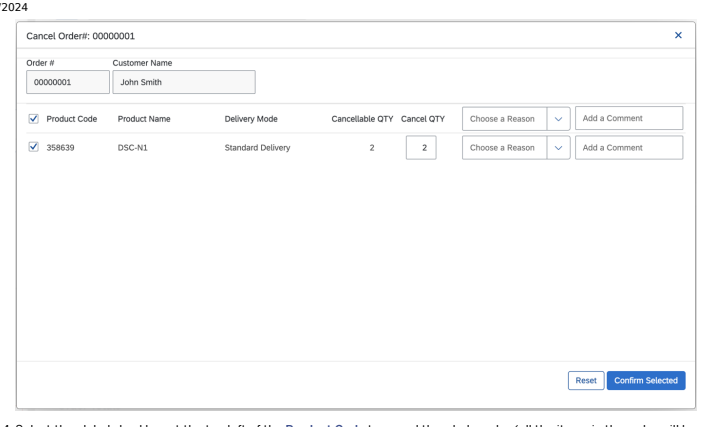 /2024
Cancel Order#: 00000001
Order # Customer Name
00000001 John Smith
Product Code Product Name Delivery Mode Cancellable QTY Cancel QTY Choose a Reason Add a Comment
358639 DSC-N1 Standard Delivery 2 2 Choose a Reason Add a Comment
Reset Confirm Selected